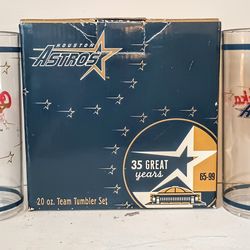 HOUSTON
ASTROS
35 GREAT
years
65-99
20 oz. Team Tumbler Set